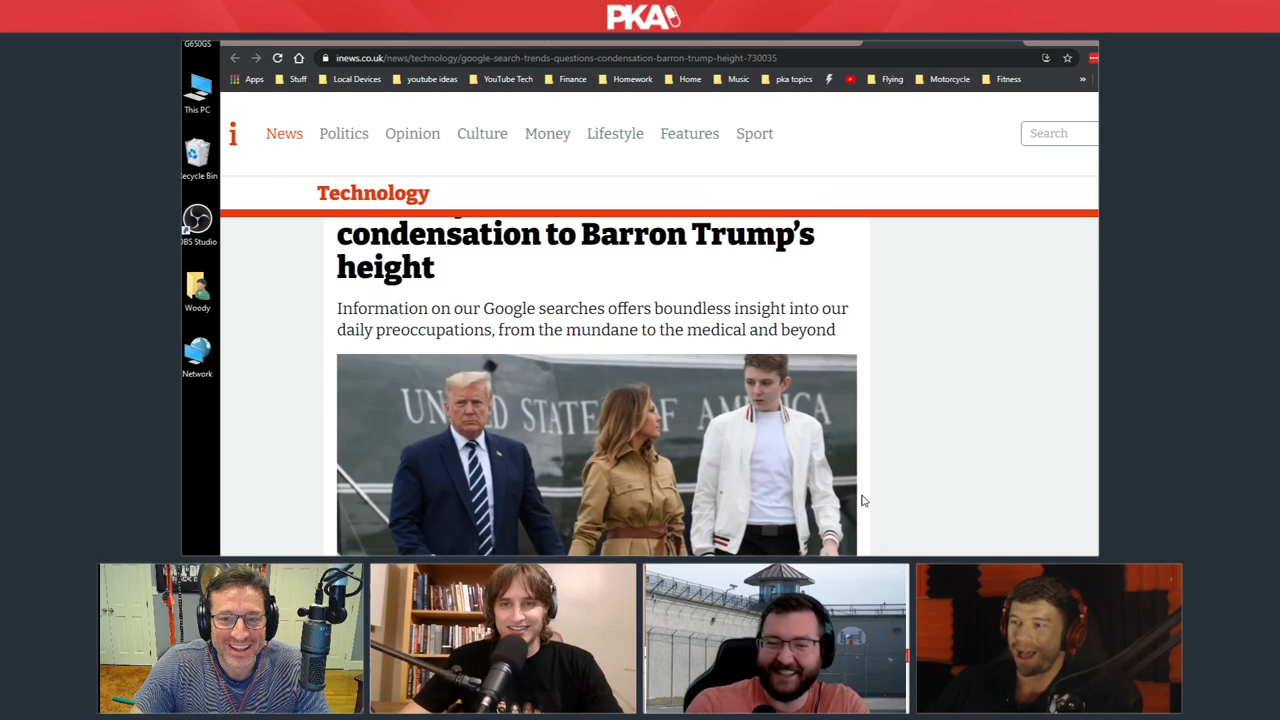 PKA
G650GS
inews.co.uk/news/technology/google-search-trends-questions-condensation-barron-trump-height-730035
Apps Stuff Local Devices youtube ideas YouTube Tech Finance Homework Home Music pka topics Flying Motorcycle Fitness »
This PC
i News Politics Opinion Culture Money Lifestyle Features Sport Search
ecycle Bin
Technology
OBS Studio
condensation to Barron Trump's
height
Woody
Information on our Google searches offers boundless insight into our
daily preoccupations, from the mundane to the medical and beyond
Network
UNITED STATES OF AMERICA